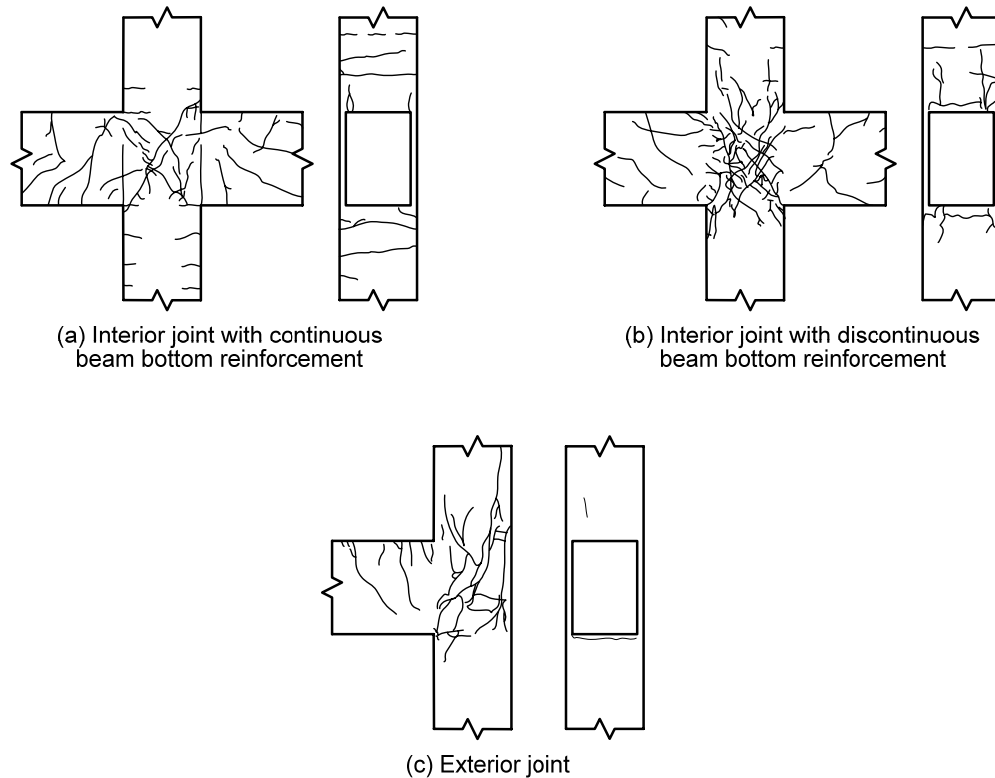 (a) Interior joint with continuous
beam bottom reinforcement
(b) Interior joint with discontinuous
beam bottom reinforcement
(c) Exterior joint